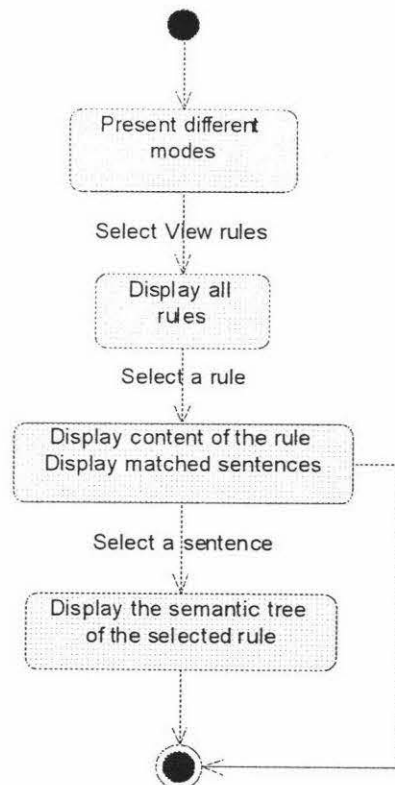 Present different
modes
Select View rules
Display all
rules
Select a rule
Display content of the rule
Display matched sentences
Select a sentence
Display the semantic tree
of the selected rule